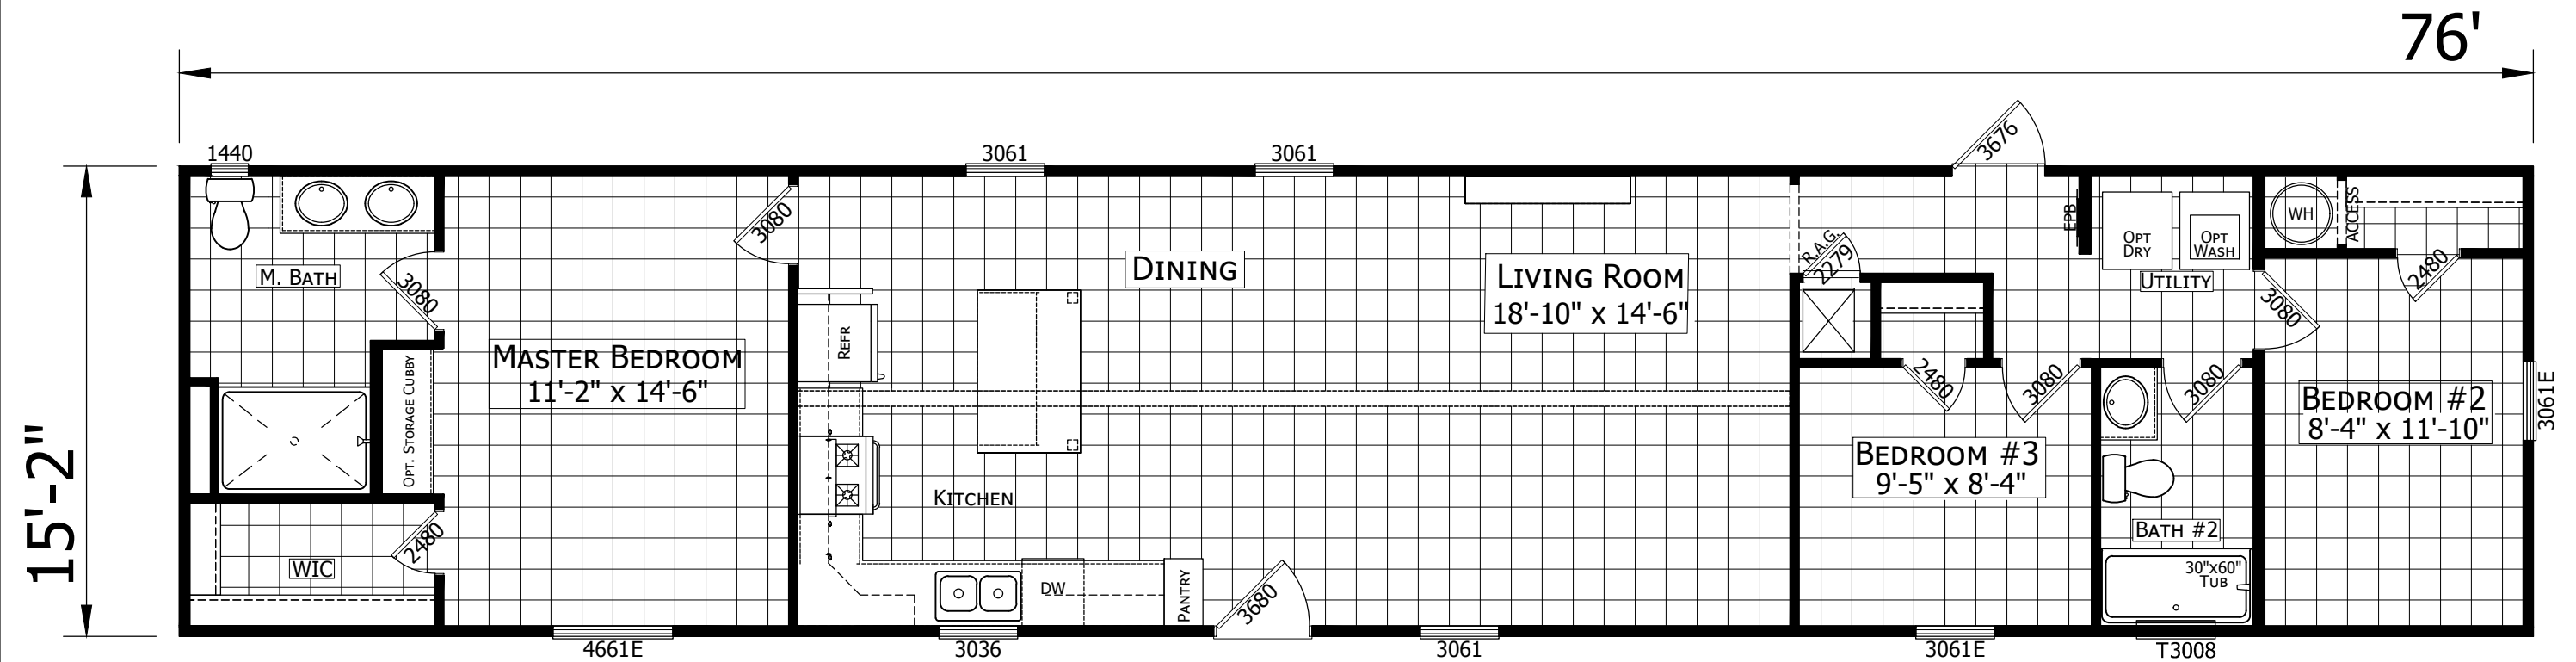 76'
15'-2"
1440
3061
3061
3676
M. BATH
3080
OPT. STORAGE CUBBY
WIC
2480
MASTER BEDROOM
11'-2" x 14'-6"
4661E
3080
REFR
KITCHEN
DW
PANTRY
3036
3680
DINING
LIVING ROOM
18'-10" x 14'-6"
3061
R.A.G.
2279
EPB
OPT
DRY
OPT
WASH
UTILITY
WH
ACCESS
2480
3080
2480
3080
3080
BEDROOM #3
9'-5" x 8'-4"
3061E
BATH #2
30"x60"
TUB
T3008
BEDROOM #2
8'-4" x 11'-10"
3061E